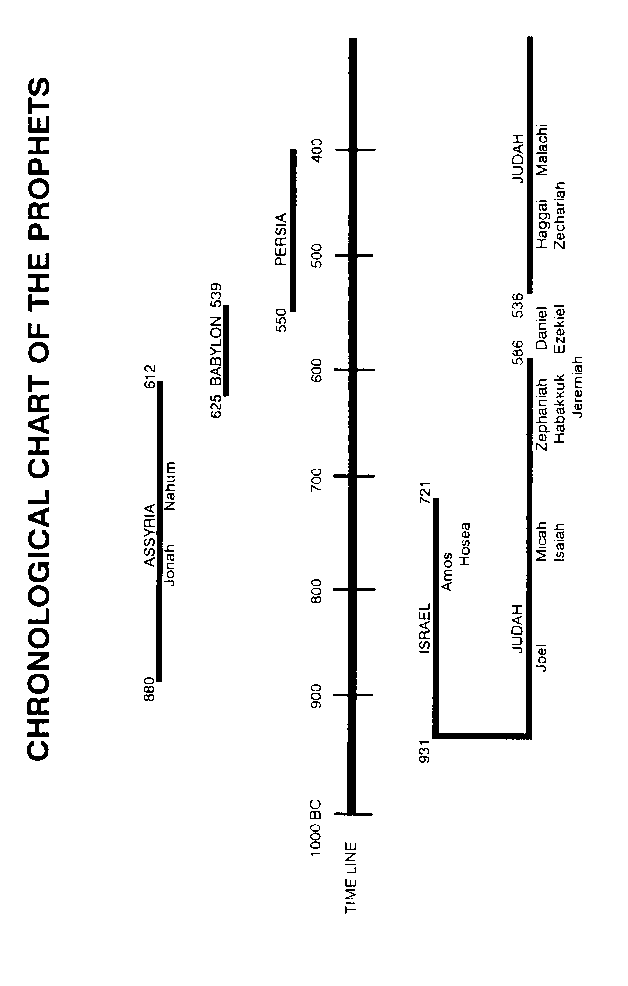 CHRONOLOGICAL CHART OF THE PROPHETS
880 ASSYRIA 612
Jonah Nahum
625 BABYLON 539
550 PERSIA
1000 BC 900 800 700 600 500 400
TIME LINE
931 ISRAEL 721
Amos
Hosea
JUDAH 586 536 JUDAH
Joel Micah Zephaniah Daniel Haggai Malachi
Isaiah Habakkuk Ezekiel Zechariah
Jeremiah